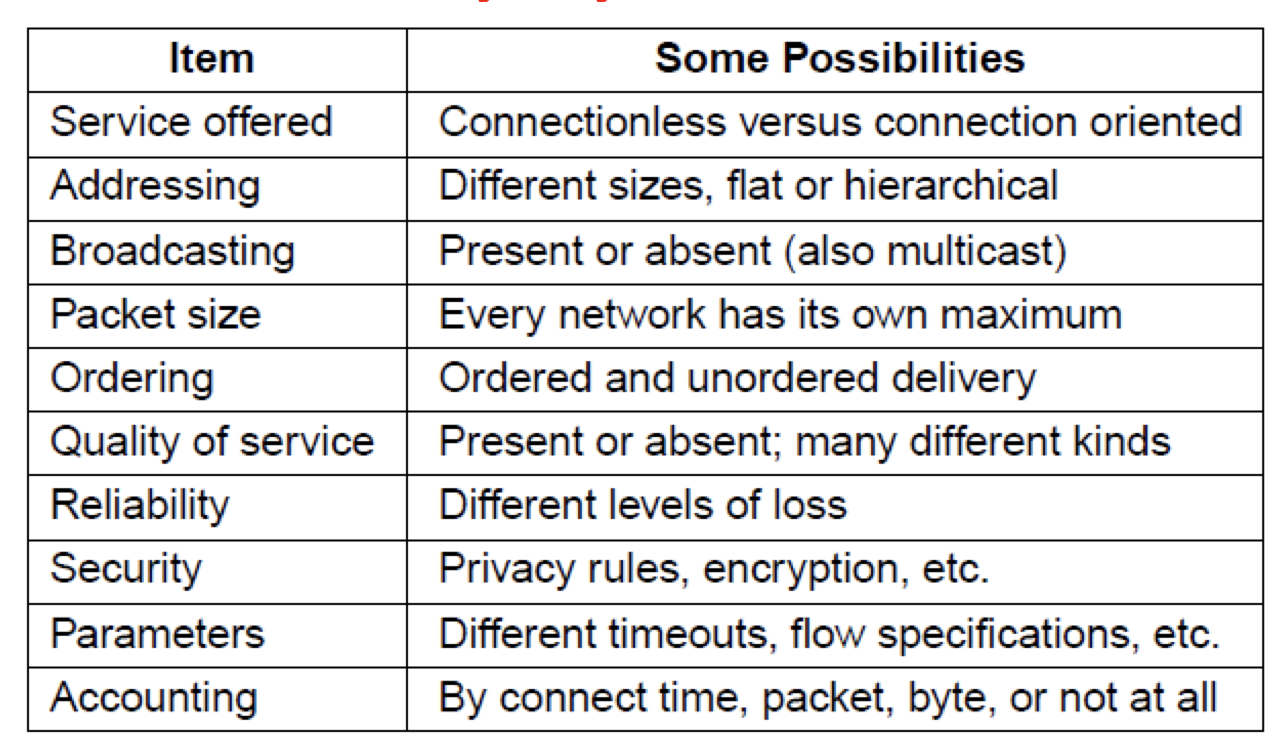 Item Some Possibilities
Service offered Connectionless versus connection oriented
Addressing Different sizes, flat or hierarchical
Broadcasting Present or absent (also multicast)
Packet size Every network has its own maximum
Ordering Ordered and unordered delivery
Quality of service Present or absent; many different kinds
Reliability Different levels of loss
Security Privacy rules, encryption, etc.
Parameters Different timeouts, flow specifications, etc.
Accounting By connect time, packet, byte, or not at all